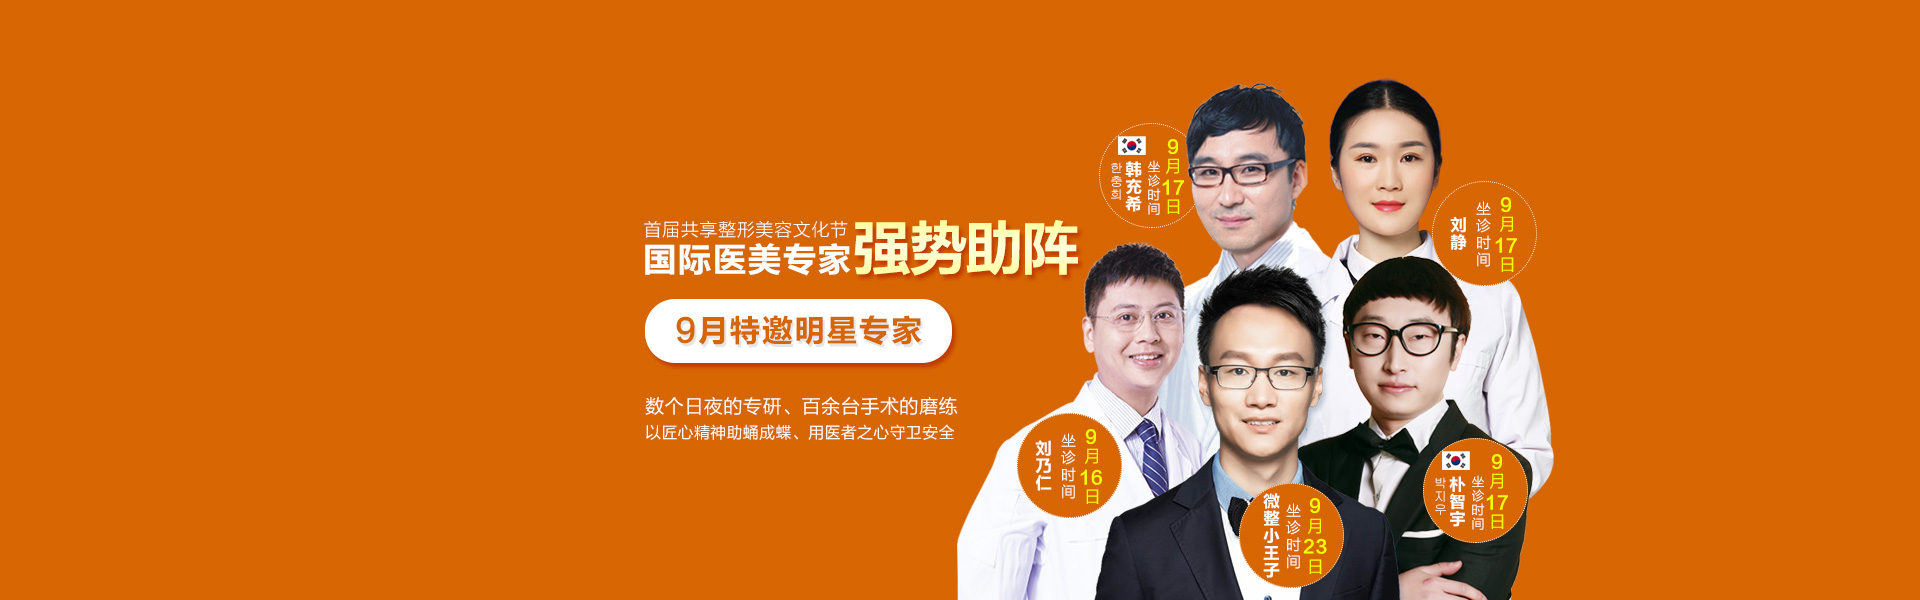 首届共享整形美容文化节
国际医美专家
强势助阵
9月特邀明星专家
数个日夜的专研、百余台手术的磨练
以匠心精神助蛹成蝶、用医者之心守卫安全
9月17日
坐诊时间
韩充希
한충희
9月17日
坐诊时间
刘静
9月16日
坐诊时间
刘乃仁
9月23日
坐诊时间
微整小王子
9月17日
坐诊时间
朴智宇
박지우